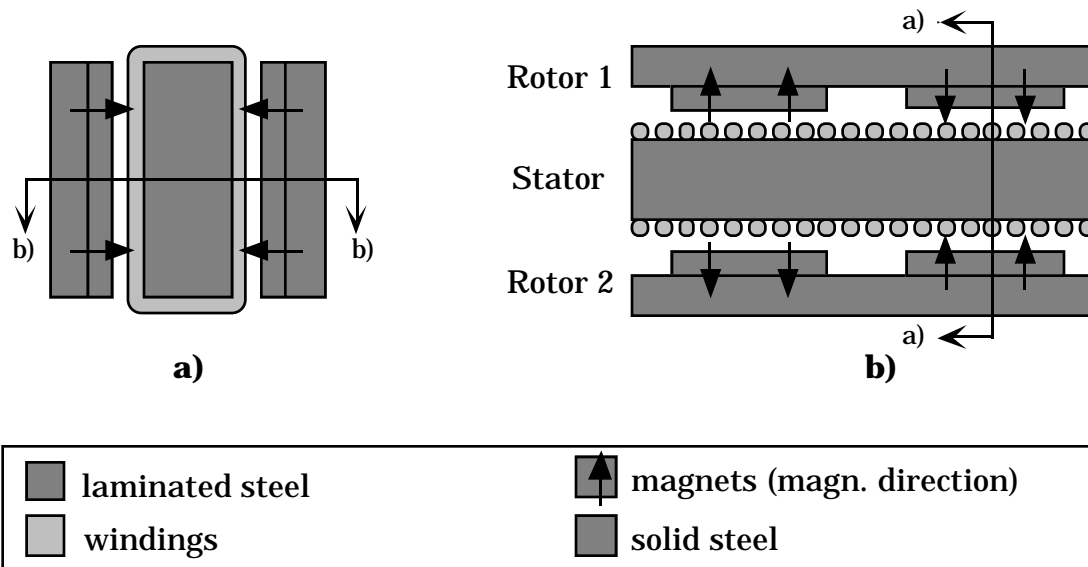 a)
Rotor 1
b)
b)
Stator
Rotor 2
a)
a)
b)
laminated steel
magnets (magn. direction)
windings
solid steel